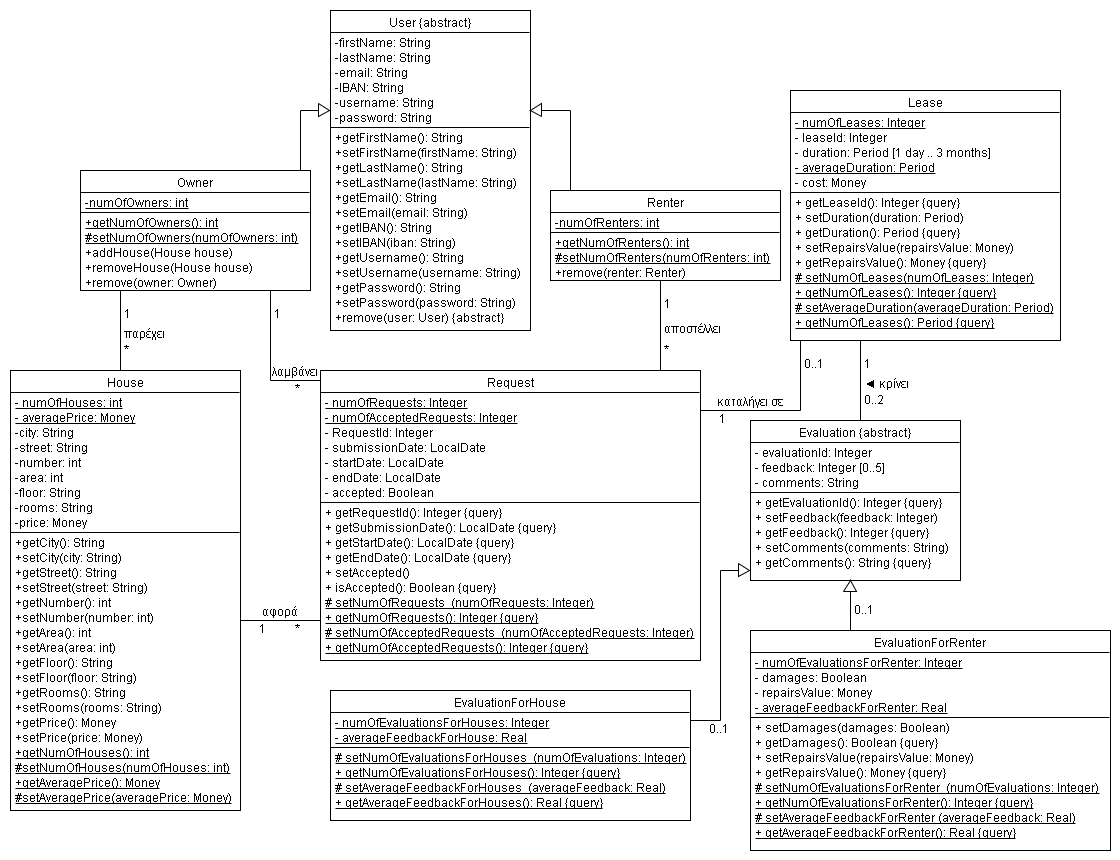 User {abstract}
-firstName: String
-lastName: String
-email: String
-IBAN: String
-username: String
-password: String
+getFirstName(): String
+setFirstName(firstName: String)
+getLastName(): String
+setLastName(lastName: String)
+getEmail(): String
+setEmail(email: String)
+getIBAN(): String
+setIBAN(iban: String)
+getUsername(): String
+setUsername(username: String)
+getPassword(): String
+setPassword(password: String)
+remove(user: User) {abstract}
Owner
-numOfOwners: int
+getNumOfOwners(): int
#setNumOfOwners(numOfOwners: int)
+addHouse(House house)
+removeHouse(House house)
+remove(owner: Owner)
Renter
-numOfRenters: int
+getNumOfRenters(): int
#setNumOfRenters(numOfRenters: int)
+remove(renter: Renter)
Lease
- numOfLeases: Integer
- leaseId: Integer
- duration: Period [1 day .. 3 months]
- averageDuration: Period
- cost: Money
+ getLeaseId(): Integer {query}
+ setDuration(duration: Period)
+ getDuration(): Period {query}
+ setRepairsValue(repairsValue: Money)
+ getRepairsValue(): Money {query}
# setNumOfLeases(numOfLeases: Integer)
+ getNumOfLeases(): Integer {query}
# setAverageDuration(averageDuration: Period)
+ getNumOfLeases(): Period {query}
1
παρέχει
*
1
λαμβάνει
*
1
αποστέλλει
*
0..1
καταλήγει σε
1
1
κρίνει
0..2
House
- numOfHouses: int
- averagePrice: Money
-city: String
-street: String
-number: int
-area: int
-floor: String
-rooms: String
-price: Money
+getCity(): String
+setCity(city: String)
+getStreet(): String
+setStreet(street: String)
+getNumber(): int
+setNumber(number: int)
+getArea(): int
+setArea(area: int)
+getFloor(): String
+setFloor(floor: String)
+getRooms(): String
+setRooms(rooms: String)
+getPrice(): Money
+setPrice(price: Money)
+getNumOfHouses(): int
#setNumOfHouses(numOfHouses: int)
+getAveragePrice(): Money
#setAveragePrice(averagePrice: Money)
αφορά
1 *
Request
- numOfRequests: Integer
- numOfAcceptedRequests: Integer
- RequestId: Integer
- submissionDate: LocalDate
- startDate: LocalDate
- endDate: LocalDate
- accepted: Boolean
+ getRequestId(): Integer {query}
+ getSubmissionDate(): LocalDate {query}
+ getStartDate(): LocalDate {query}
+ getEndDate(): LocalDate {query}
+ setAccepted()
+ isAccepted(): Boolean {query}
# setNumOfRequests (numOfRequests: Integer)
+ getNumOfRequests(): Integer {query}
# setNumOfAcceptedRequests (numOfAcceptedRequests: Integer)
+ getNumOfAcceptedRequests(): Integer {query}
Evaluation {abstract}
- evaluationId: Integer
- feedback: Integer [0..5]
- comments: String
+ getEvaluationId(): Integer {query}
+ setFeedback(feedback: Integer)
+ getFeedback(): Integer {query}
+ setComments(comments: String)
+ getComments(): String {query}
0..1
0..1
EvaluationForHouse
- numOfEvaluationsForHouses: Integer
- averageFeedbackForHouse: Real
# setNumOfEvaluationsForHouses (numOfEvaluations: Integer)
+ getNumOfEvaluationsForHouses(): Integer {query}
# setAverageFeedbackForHouses (averageFeedback: Real)
+ getAverageFeedbackForHouses(): Real {query}
EvaluationForRenter
- numOfEvaluationsForRenter: Integer
- damages: Boolean
- repairsValue: Money
- averageFeedbackForRenter: Real
+ setDamages(damages: Boolean)
+ getDamages(): Boolean {query}
+ setRepairsValue(repairsValue: Money)
+ getRepairsValue(): Money {query}
# setNumOfEvaluationsForRenter (numOfEvaluations: Integer)
+ getNumOfEvaluationsForRenter(): Integer {query}
# setAverageFeedbackForRenter (averageFeedback: Real)
+ getAverageFeedbackForRenter(): Real {query}